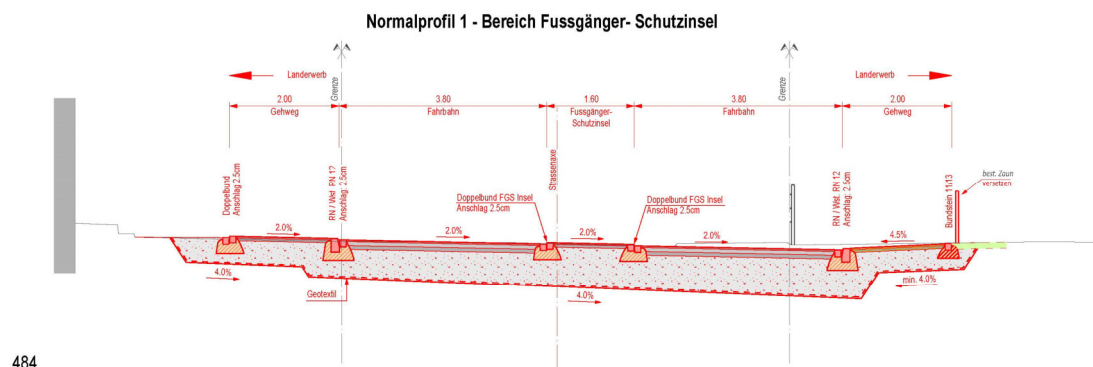 Normalprofil 1 - Bereich Fussgänger- Schutzinsel
Landerwerb
Grenze
Grenze
Landerwerb
2.00
3.80
1.60
3.80
2.00
Gehweg
Fahrbahn
Fussgänger-
Schutzinsel
Fahrbahn
Gehweg
Doppelbund
Anschlag 2.5cm
RN / Wst. RN 12
Anschlag: 2.5cm
Strassenaxe
Doppelbund FGS Insel
Anschlag 2.5cm
Doppelbund FGS Insel
Anschlag 2.5cm
RN / Wst. RN 12
Anschlag: 2.5cm
Bundstein 11/13
best. Zaun
versetzen
2.0%
2.0%
2.0%
2.0%
4.5%
4.0%
Geotextil
4.0%
min. 4.0%
484